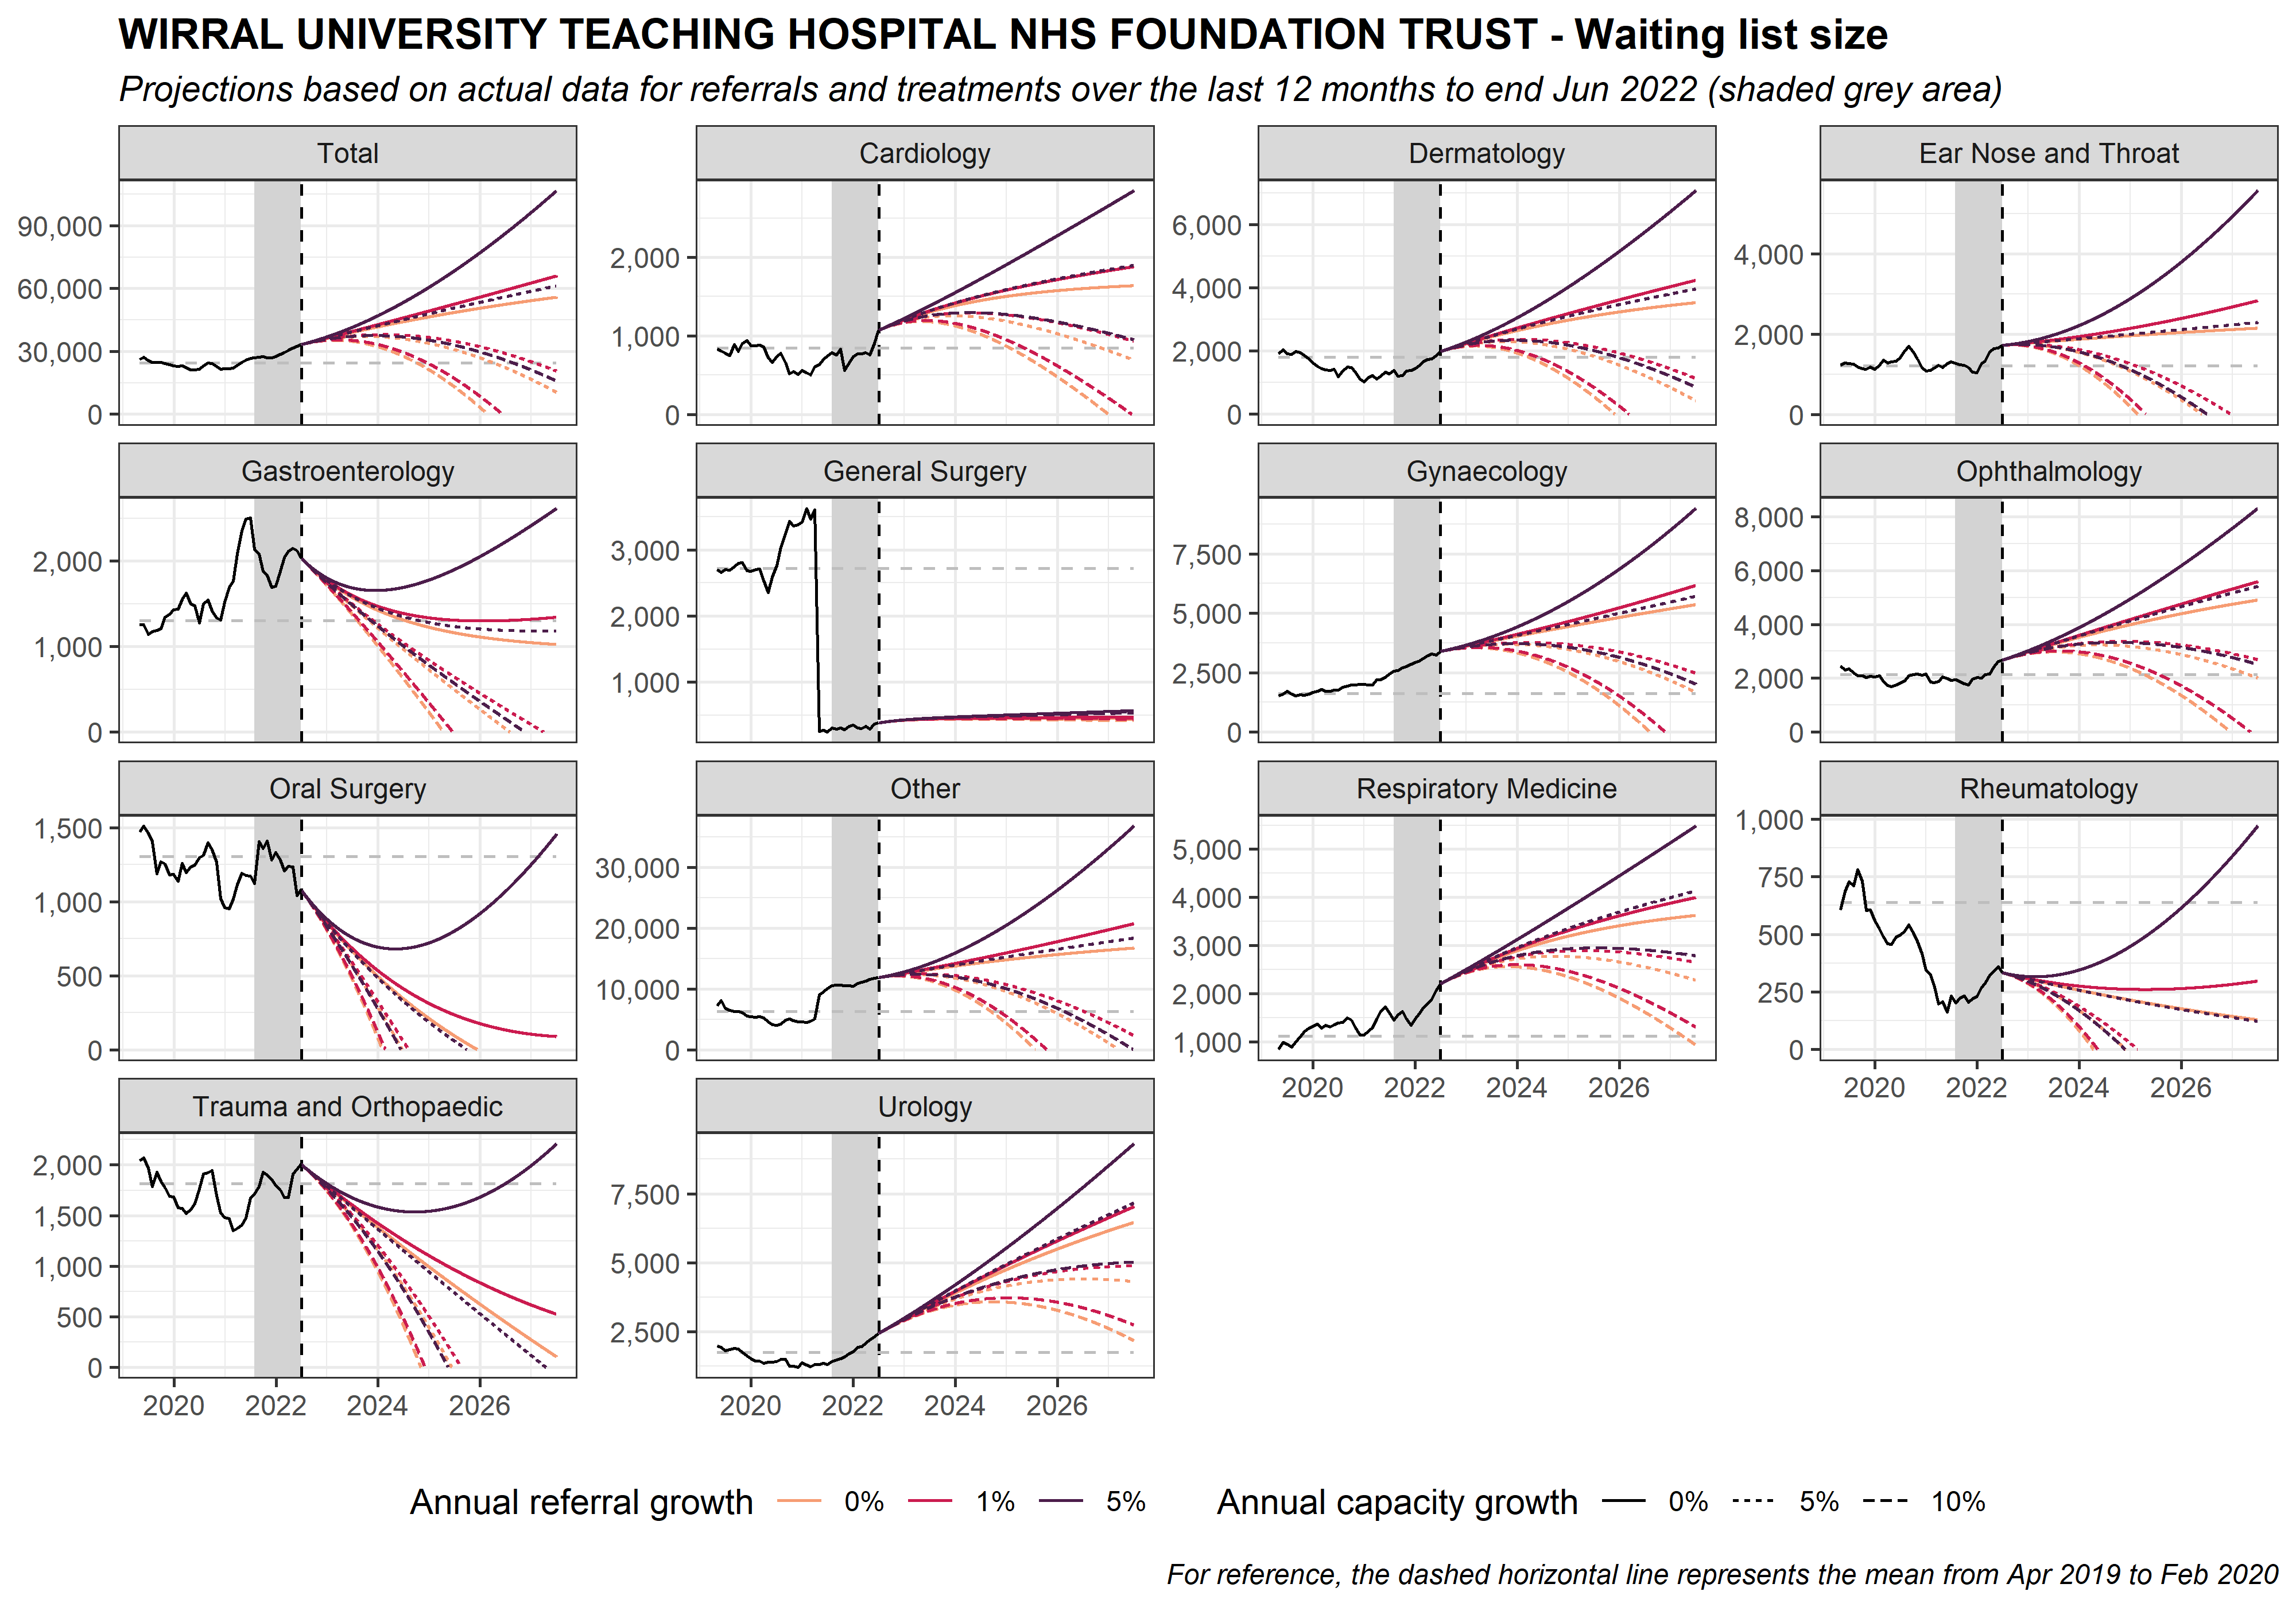 WIRRAL UNIVERSITY TEACHING HOSPITAL NHS FOUNDATION TRUST - Waiting list size
Projections based on actual data for referrals and treatments over the last 12 months to end Jun 2022 (shaded grey area)
Total
90,000
60,000
30,000
0
Cardiology
2,000
1,000
0
Dermatology
6,000
4,000
2,000
0
Ear Nose and Throat
4,000
2,000
0
Gastroenterology
2,000
1,000
0
General Surgery
3,000
2,000
1,000
Gynaecology
7,500
5,000
2,500
0
Ophthalmology
8,000
6,000
4,000
2,000
0
Oral Surgery
1,500
1,000
500
0
Other
30,000
20,000
10,000
0
Respiratory Medicine
5,000
4,000
3,000
2,000
1,000
2020 2022 2024 2026
Rheumatology
1,000
750
500
250
0
2020 2022 2024 2026
Trauma and Orthopaedic
2,000
1,500
1,000
500
0
2020 2022 2024 2026
Urology
7,500
5,000
2,500
2020 2022 2024 2026
Annual referral growth 0% 1% 5% Annual capacity growth 0% 5% 10%
For reference, the dashed horizontal line represents the mean from Apr 2019 to Feb 2020